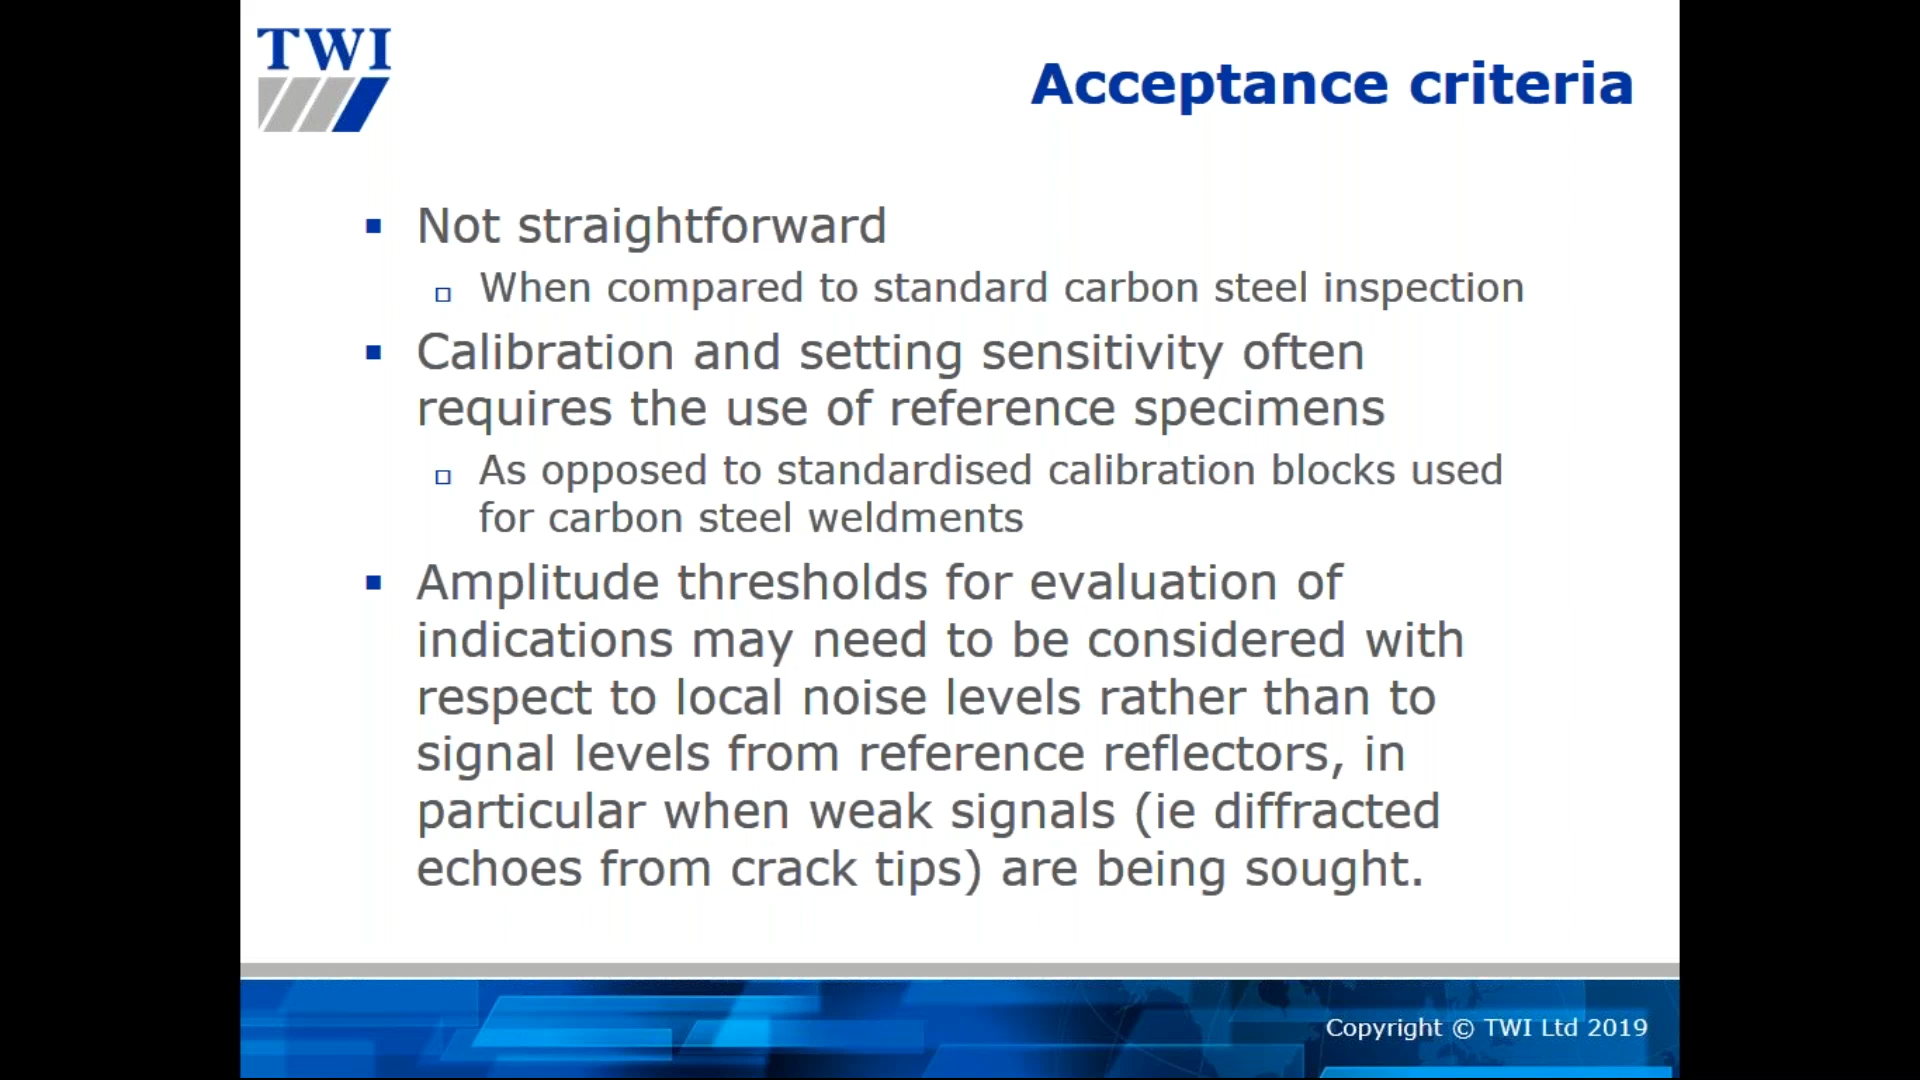 TWI
Acceptance criteria
Not straightforward
When compared to standard carbon steel inspection
Calibration and setting sensitivity often
requires the use of reference specimens
As opposed to standardised calibration blocks used
for carbon steel weldments
Amplitude thresholds for evaluation of
indications may need to be considered with
respect to local noise levels rather than to
signal levels from reference reflectors, in
particular when weak signals (ie diffracted
echoes from crack tips) are being sought.
Copyright © TWI Ltd 2019